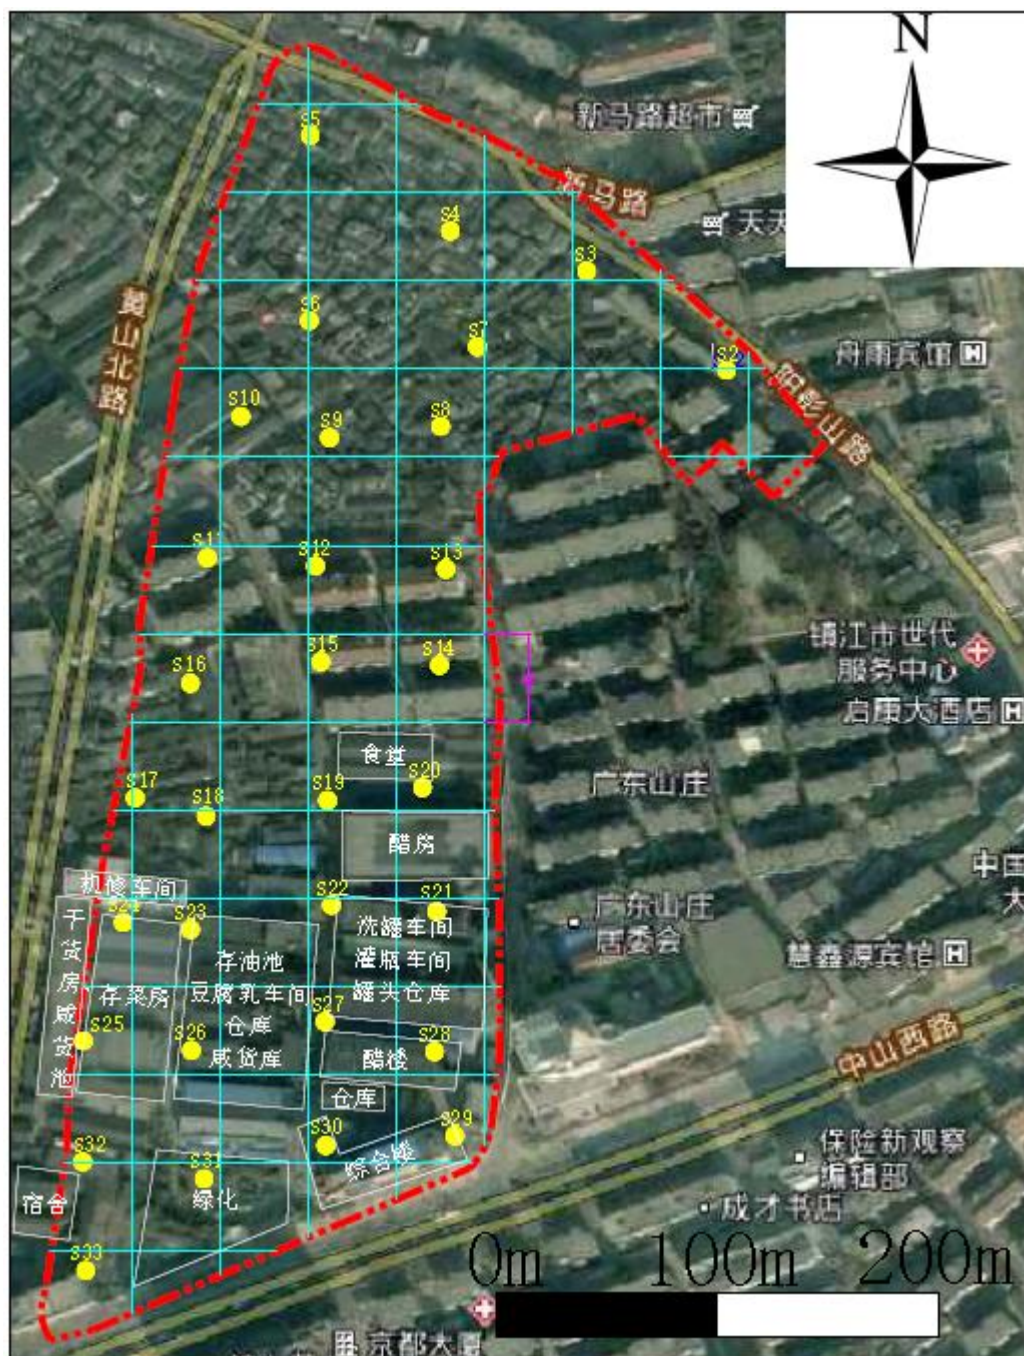 N
新马路超市
S5
新马路
天天
S4
S3
黄山北路
S6
S7
S2
舟雨宾馆
阳彭山路
S10
S9
S8
S11
S12
S13
镇江市世代
服务中心
S15
S14
S16
启康大酒店
食堂
S17
S18
S19
S20
广东山庄
醋房
中国
大
机修车间
S24
S23
S22
S21
广东山庄
居委会
干货房咸货池
洗罐车间
灌瓶车间
罐头仓库
存油池
豆腐乳车间
仓库
咸货库
存菜房
慧鑫源宾馆
S25
S26
S27
S28
醋楼
中山西路
仓库
S30
S29
综合楼
保险新观察
编辑部
S32
S31
宿舍
绿化
成才书店
S33
0m 100m 200m
京都大厦